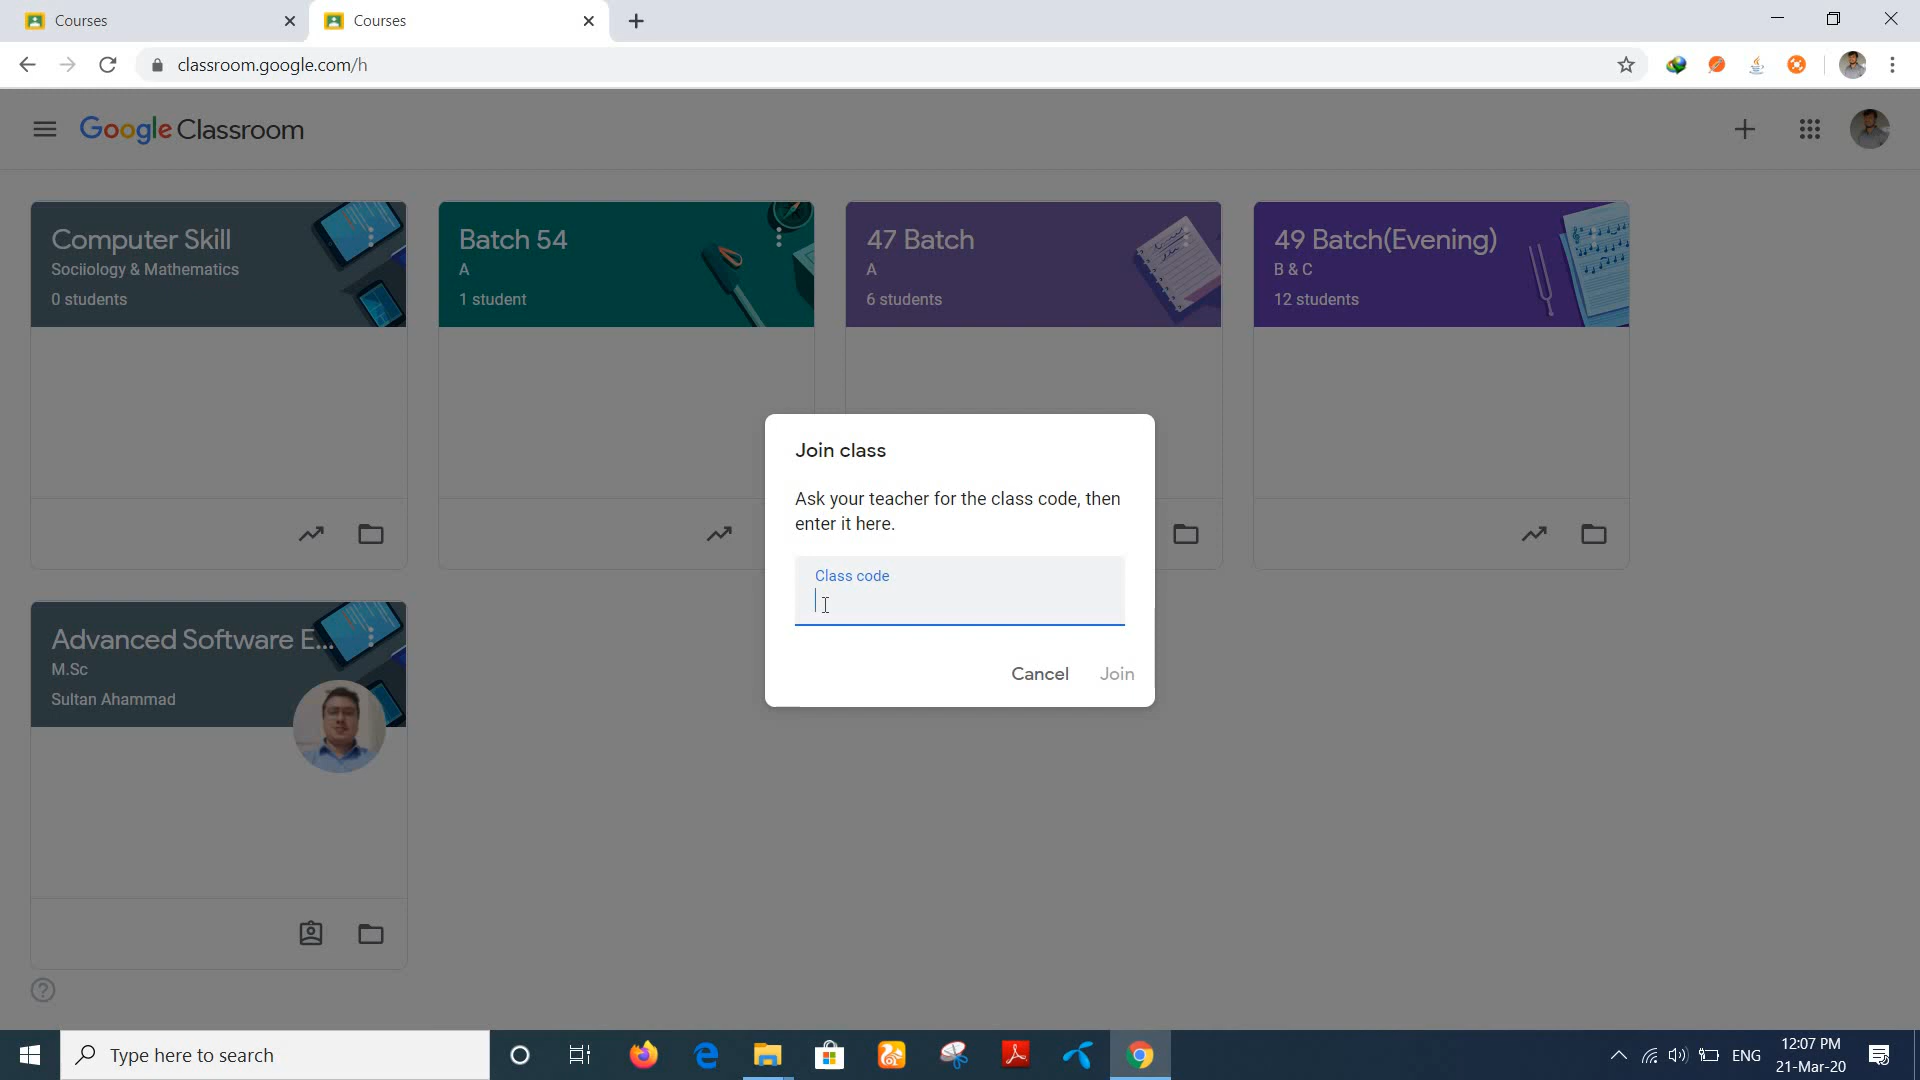 Courses
Courses
classroom.google.com/h
Google Classroom
Computer Skill
Sociiology & Mathematics
0 students
Batch 54
A
1 student
47 Batch
A
6 students
49 Batch(Evening)
B & C
12 students
Join class
Ask your teacher for the class code, then
enter it here.
Class code
Cancel
Join
Advanced Software E...
M.Sc
Sultan Ahammad
Type here to search
ENG
12:07 PM
21-Mar-20